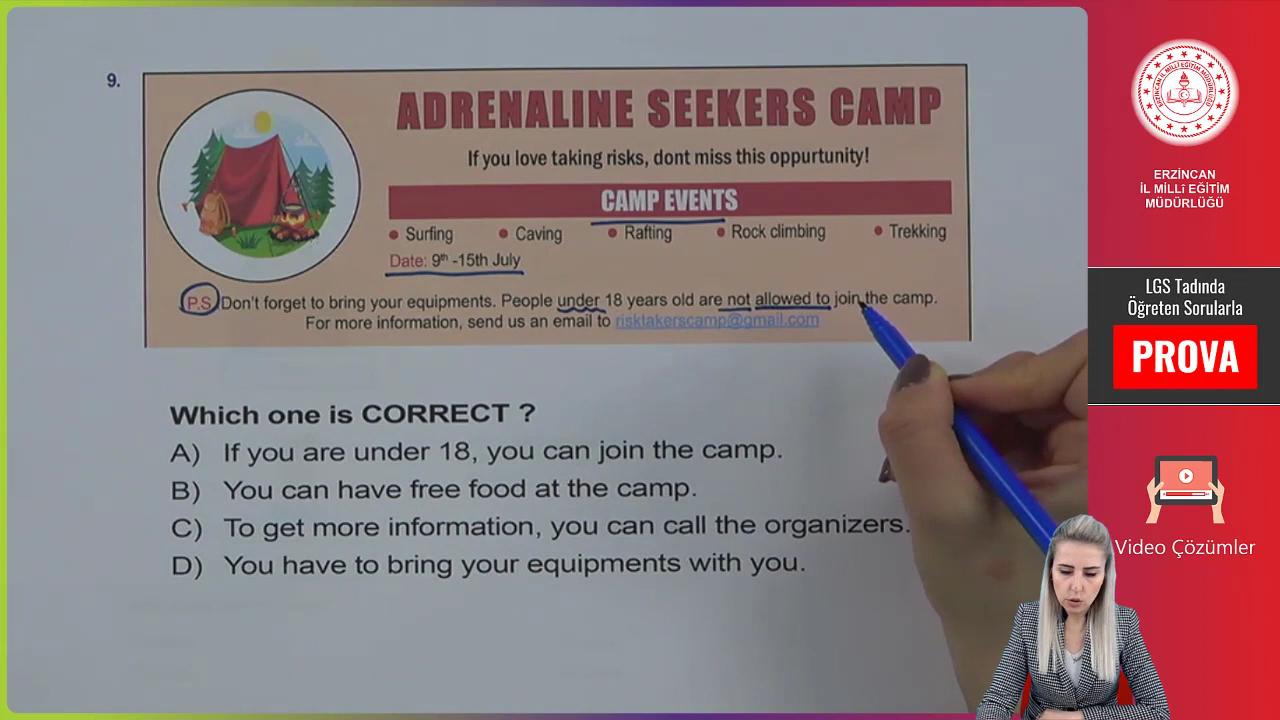 9.
ADRENALINE SEEKERS CAMP
If you love taking risks, dont miss this oppurtunity!
CAMP EVENTS
• Surfing • Caving • Rafting • Rock climbing • Trekking
Date: 9th -15th July
P.S Don't forget to bring your equipments. People under 18 years old are not allowed to join the camp.
For more information, send us an email to risktakerscamp@gmail.com
Which one is CORRECT ?
A) If you are under 18, you can join the camp.
B) You can have free food at the camp.
C) To get more information, you can call the organizers.
D) You have to bring your equipments with you.
ERZİNCAN
İL MİLLî EĞİTİM
MÜDÜRLÜĞÜ
LGS Tadında
Öğreten Sorularla
PROVA
Video Çözümler